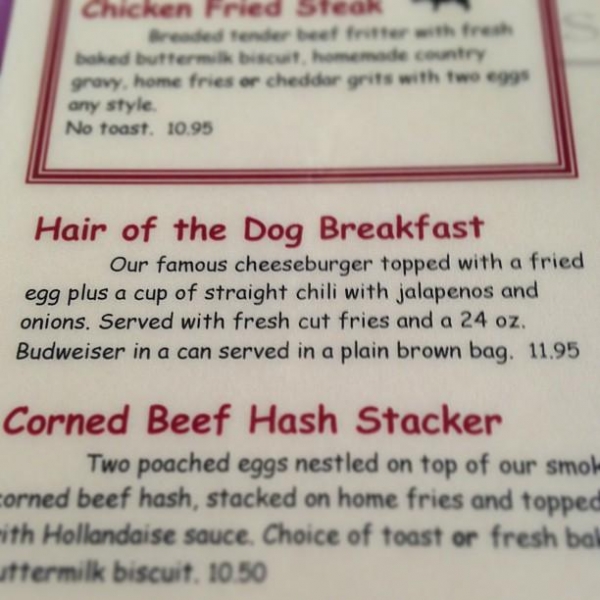 Chicken Fried Steak
Breaded tender beef fritter with fresh
baked buttermilk biscuit, homemade country
gravy, home fries or cheddar grits with two eggs
any style.
No toast. 10.95
Hair of the Dog Breakfast
Our famous cheeseburger topped with a fried
egg plus a cup of straight chili with jalapenos and
onions. Served with fresh cut fries and a 24 oz.
Budweiser in a can served in a plain brown bag. 11.95
Corned Beef Hash Stacker
Two poached eggs nestled on top of our smok
corned beef hash, stacked on home fries and topped
ith Hollandaise sauce. Choice of toast or fresh bak
uttermilk biscuit. 10.50